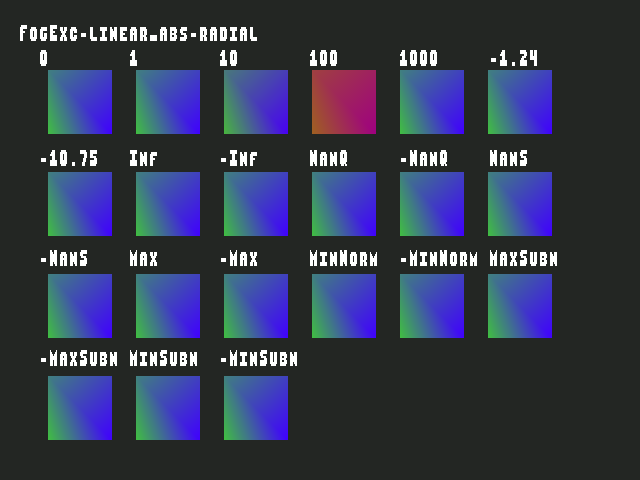 FogExc-linear_abs-radial
0 1 10 100 1000 -1.24
-10.75 Inf -Inf NanQ -NanQ NanS
-NanS Max -Max MinNorm -MinNorm MaxSubN
-MaxSubN MinSubN -MinSubN